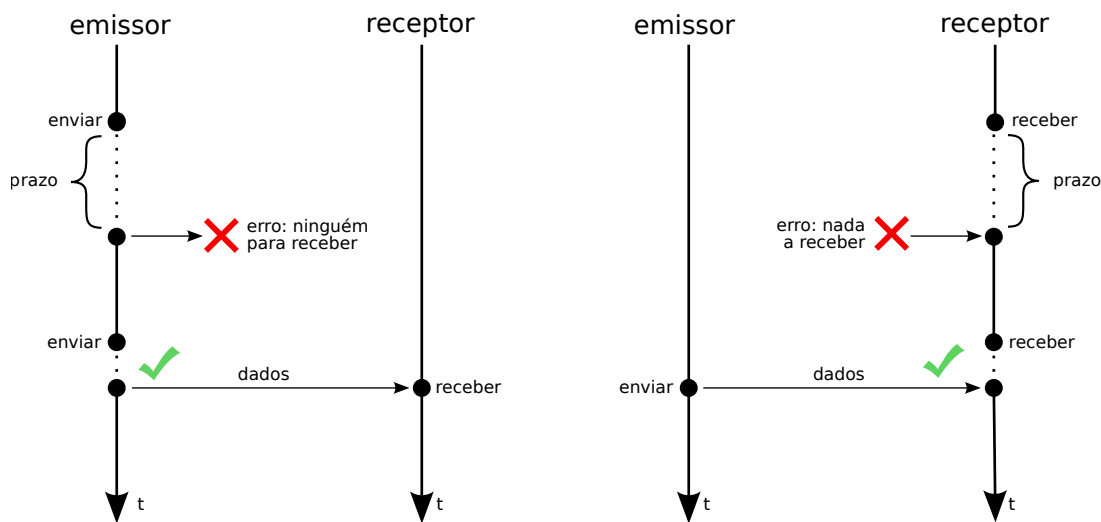 emissor
receptor
enviar
prazo
erro: ninguém
para receber
enviar
dados
receber
t
t
emissor
receptor
receber
prazo
erro: nada
a receber
receber
enviar
dados
t
t